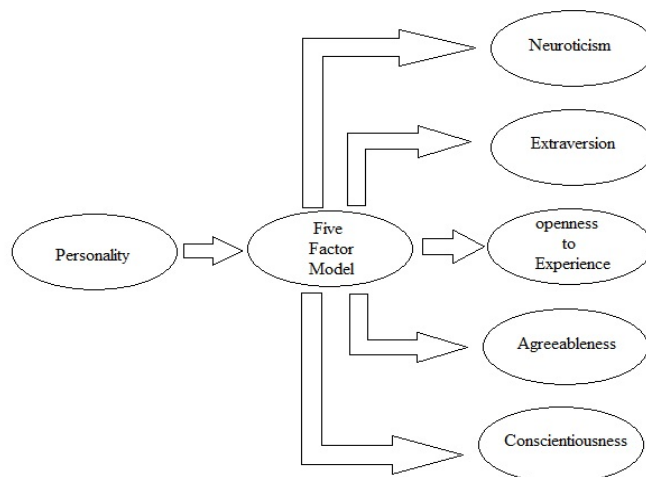 Neuroticism
Extraversion
Personality
Five
Factor
Model
openness
to
Experience
Agreeableness
Conscientiousness